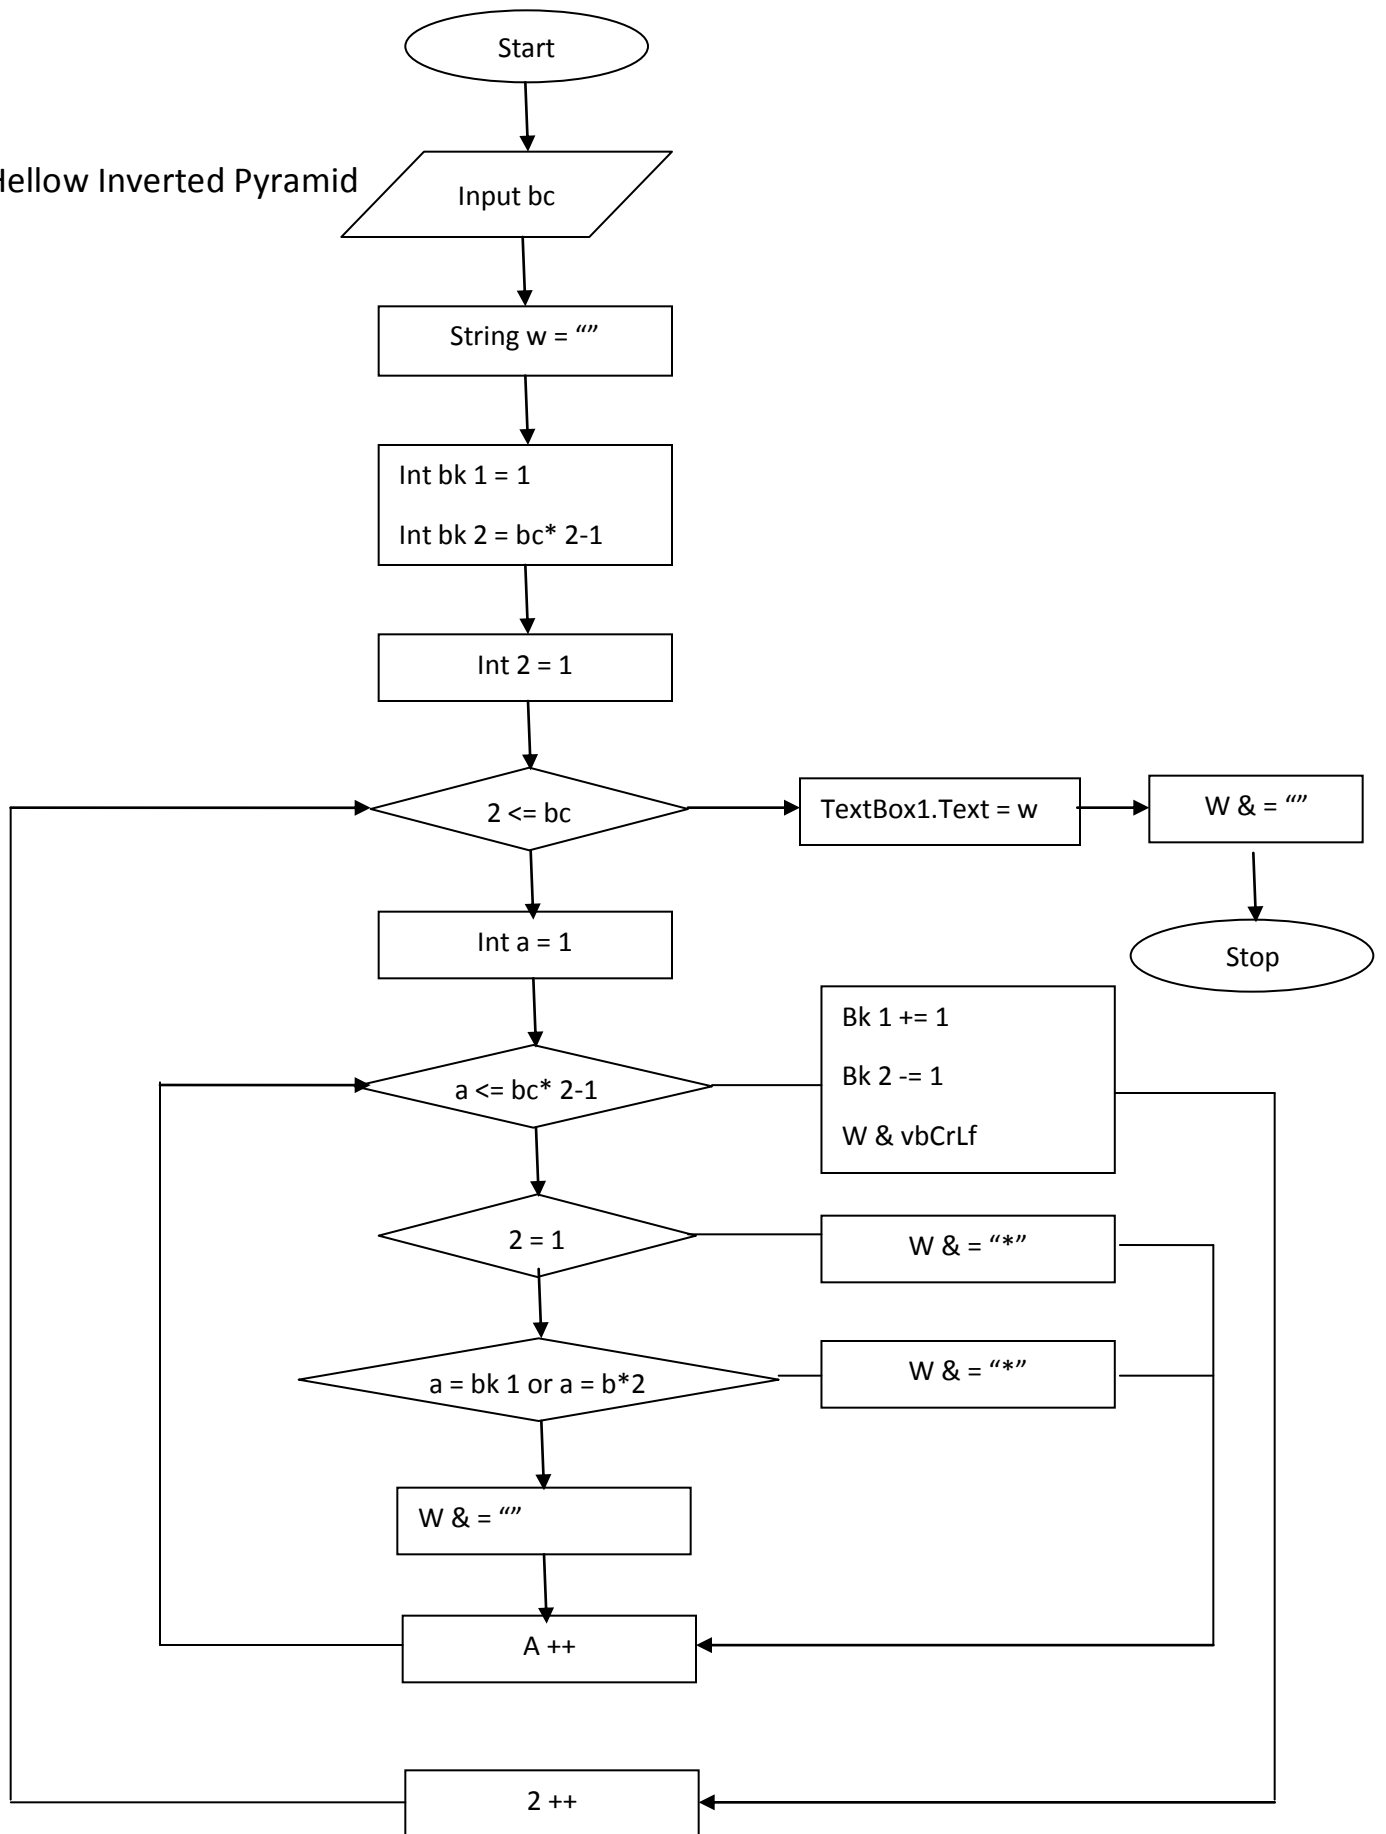 Start
Hellow Inverted Pyramid
Input bc
String w = “”
Int bk 1 = 1
Int bk 2 = bc* 2-1
Int 2 = 1
2 <= bc
TextBox1.Text = w
W & = “”
Int a = 1
Stop
a <= bc* 2-1
Bk 1 += 1
Bk 2 -= 1
W & vbCrLf
2 = 1
W & = “*”
a = bk 1 or a = b*2
W & = “*”
W & = “”
A ++
2 ++